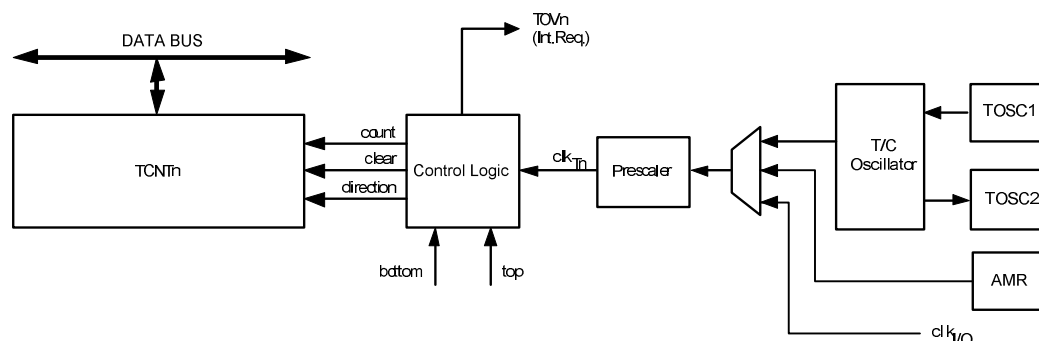 TOVn
(Int.Req.)
DATA BUS
TCNTn
count
clear
direction
Control Logic
bottom
top
clkTn
Prescaler
T/C
Oscillator
TOSC1
TOSC2
AMR
clkI/O